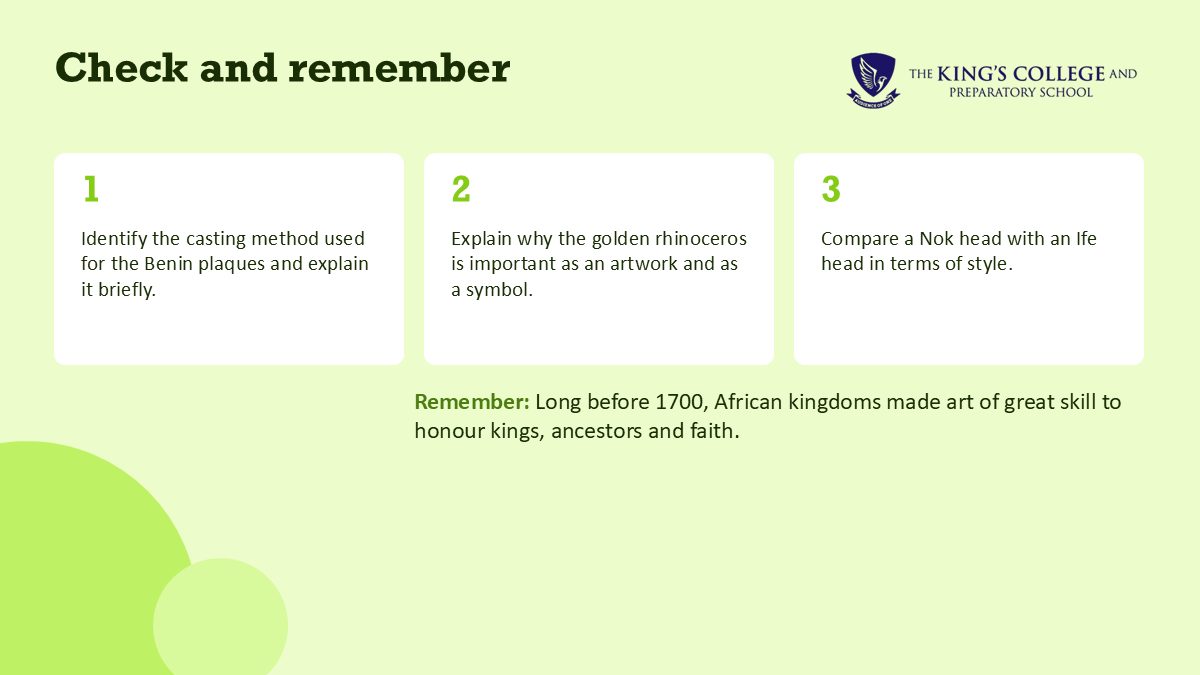 Check and remember
THE KING'S COLLEGE AND
PREPARATORY SCHOOL
AUDIENCE OF ONE
1
Identify the casting method used
for the Benin plaques and explain
it briefly.
2
Explain why the golden rhinoceros
is important as an artwork and as
a symbol.
3
Compare a Nok head with an Ife
head in terms of style.
Remember: Long before 1700, African kingdoms made art of great skill to
honour kings, ancestors and faith.